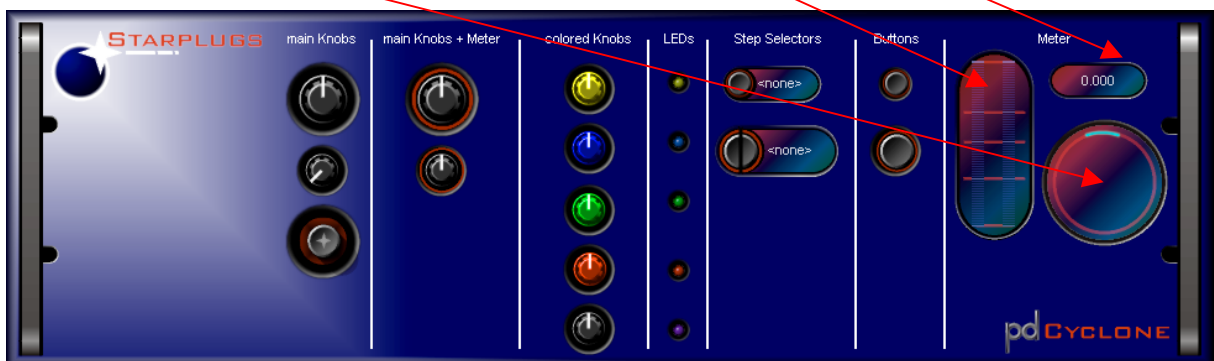 STARPLUGS
main Knobs
main Knobs + Meter
colored Knobs
LEDs
Step Selectors
Buttons
Meter
<none>
0.000
<none>
pd CYCLONE